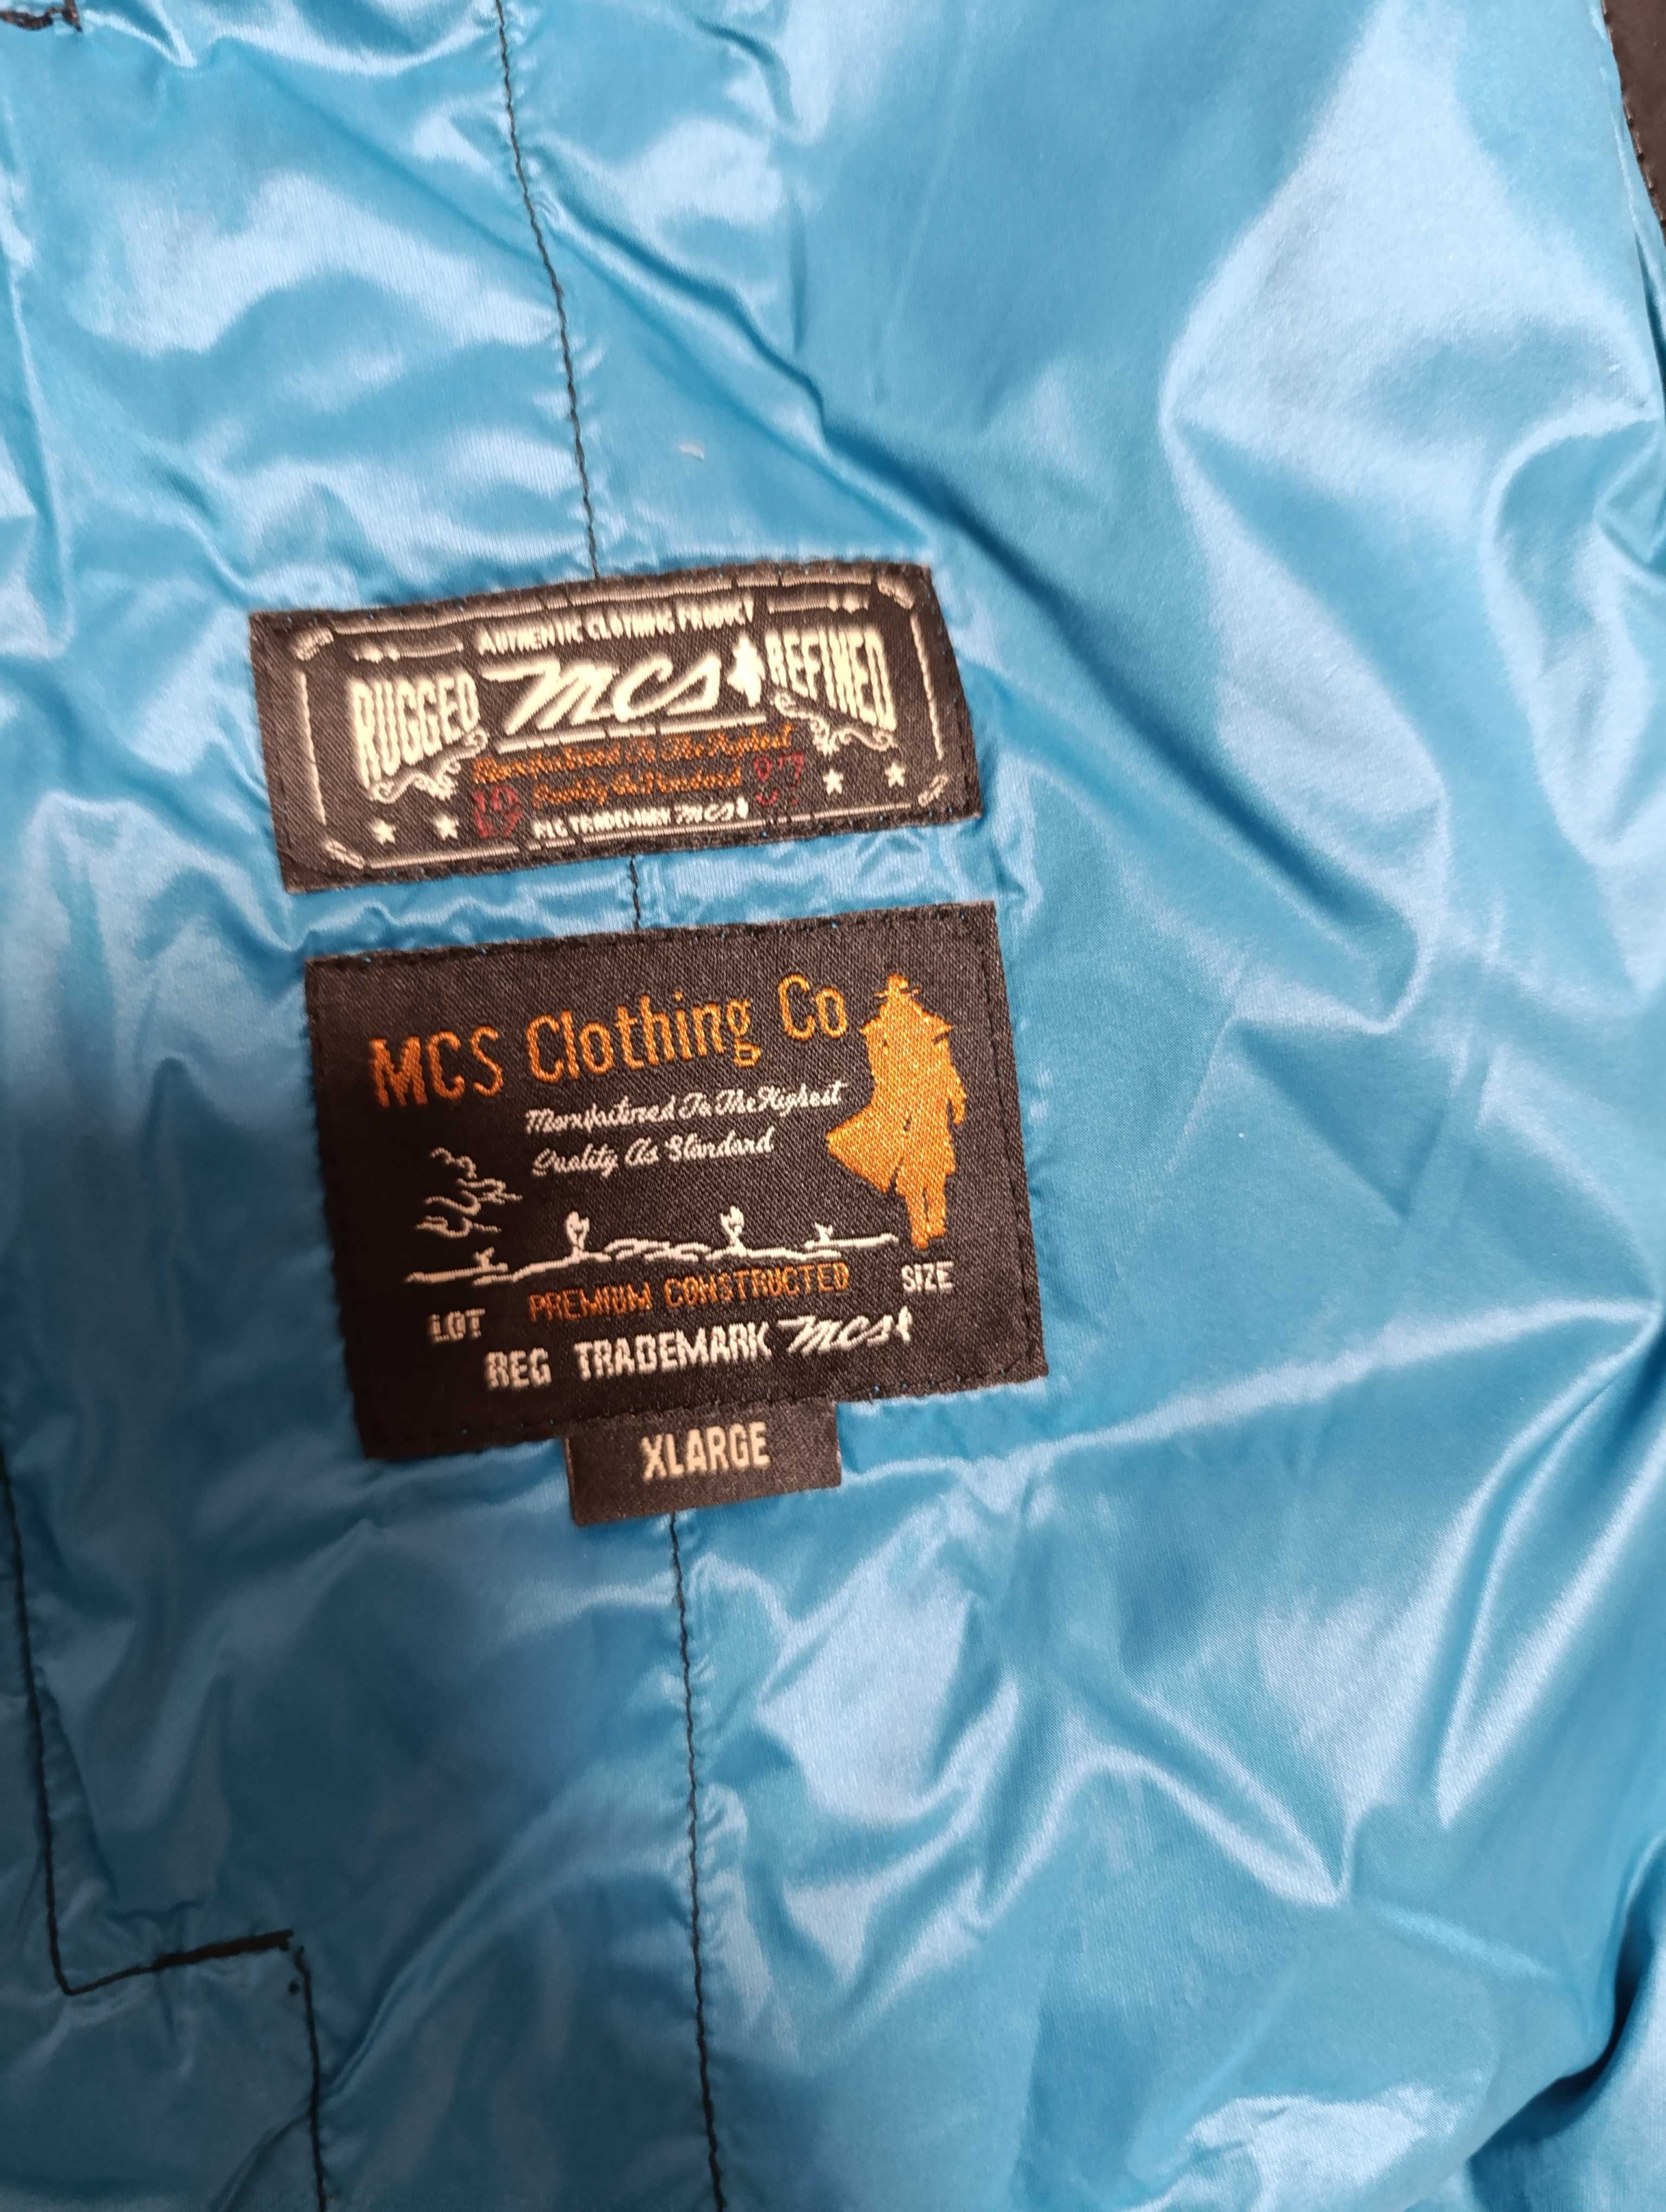 AUTHENTIC CLOTHING PRODUCT
RUGGED mcs REFINED
Manufactured To The Highest
Quality As Standard
19 87
REG TRADEMARK mcs
MCS Clothing Co
Manufactured To The Highest
Quality As Standard
PREMIUM CONSTRUCTED
LOT SIZE
REG TRADEMARK mcs
XLARGE